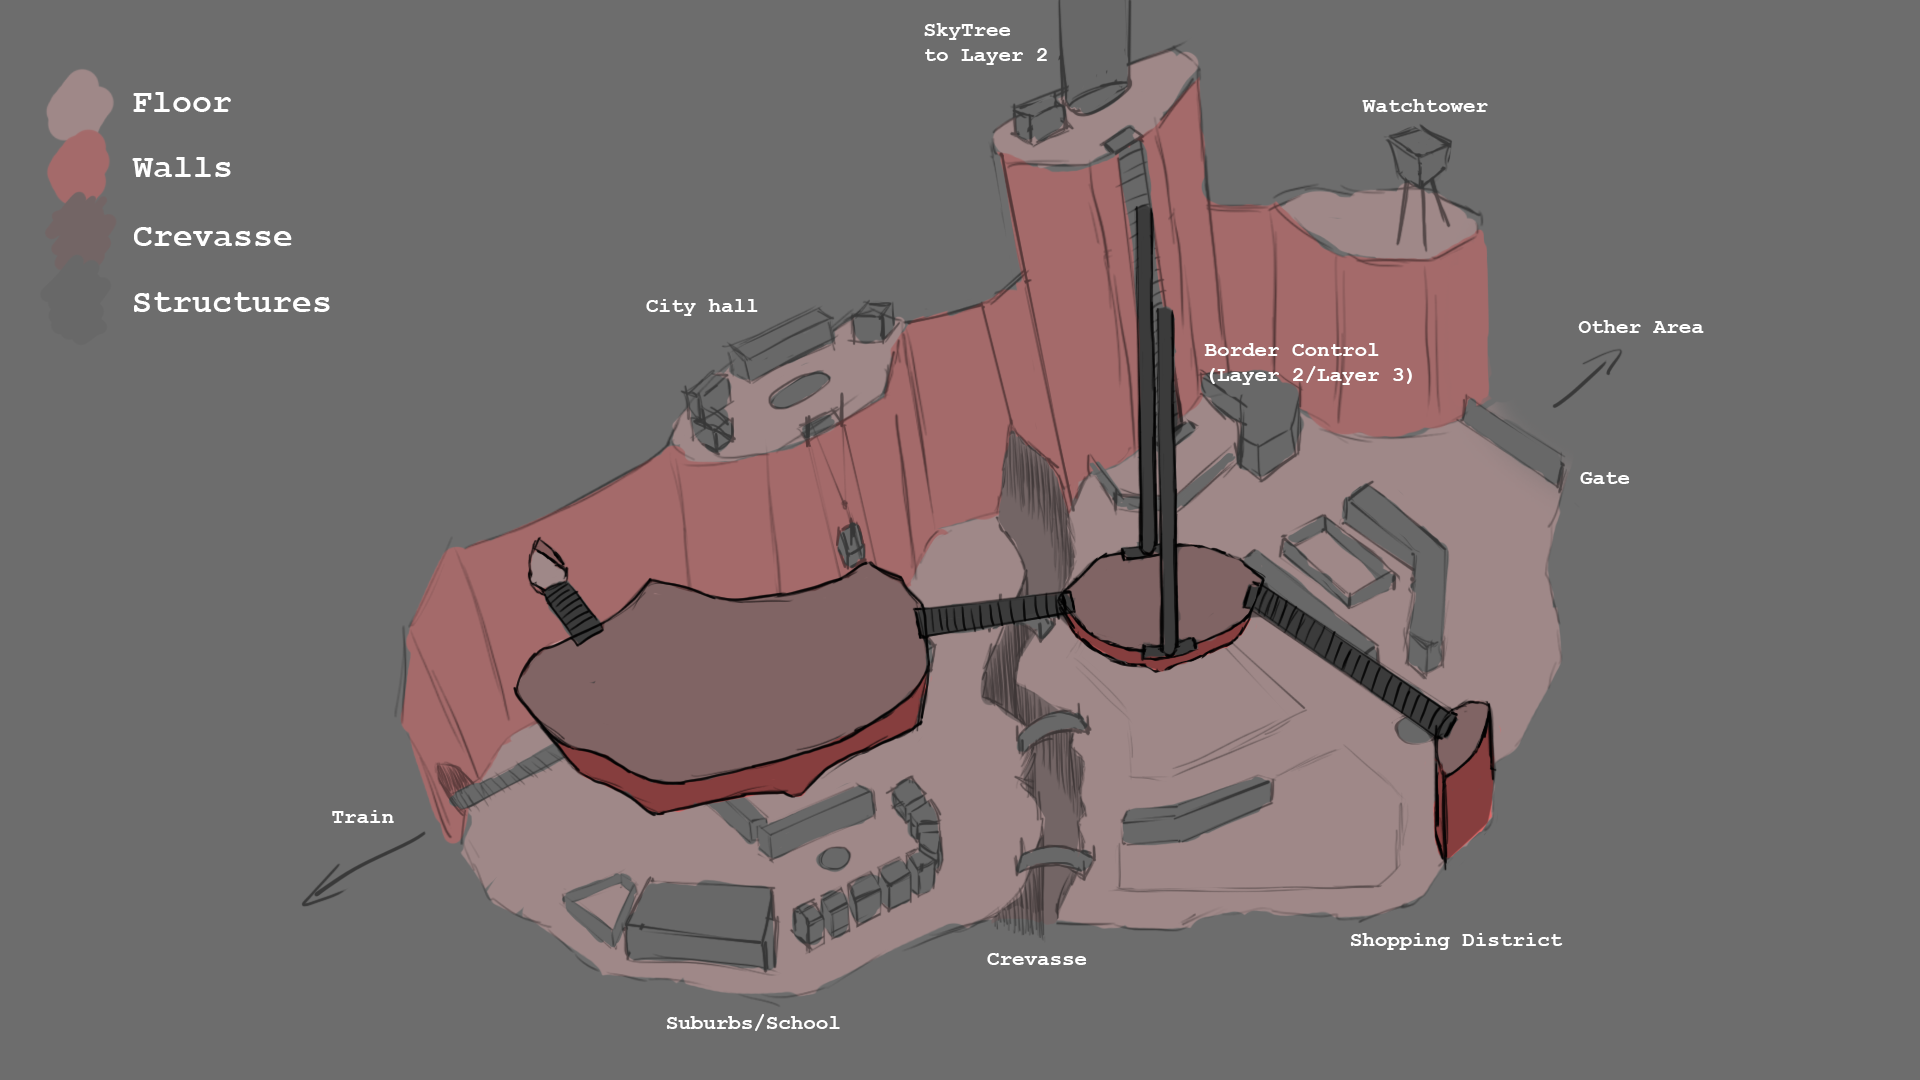 SkyTree
to Layer 2
Floor
Watchtower
Walls
Crevasse
Structures
City hall
Other Area
Border Control
(Layer 2/Layer 3)
Gate
Train
Shopping District
Crevasse
Suburbs/School